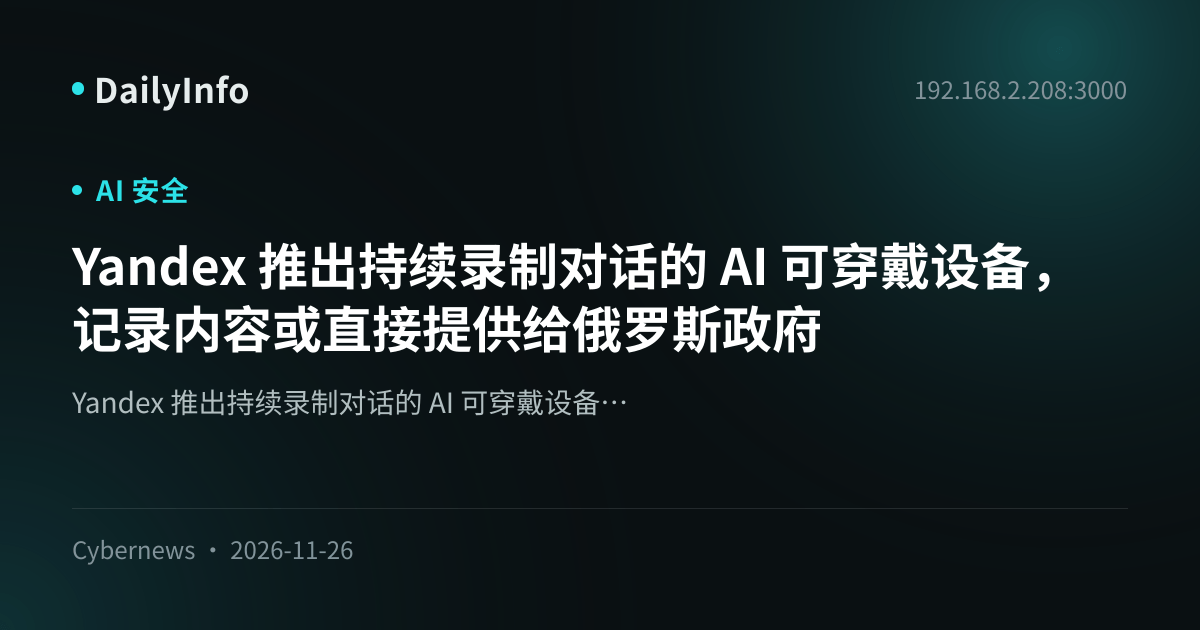 DailyInfo
192.168.2.208:3000
AI 安全
Yandex 推出持续录制对话的 AI 可穿戴设备，
记录内容或直接提供给俄罗斯政府
Yandex 推出持续录制对话的 AI 可穿戴设备…
Cybernews · 2026-11-26